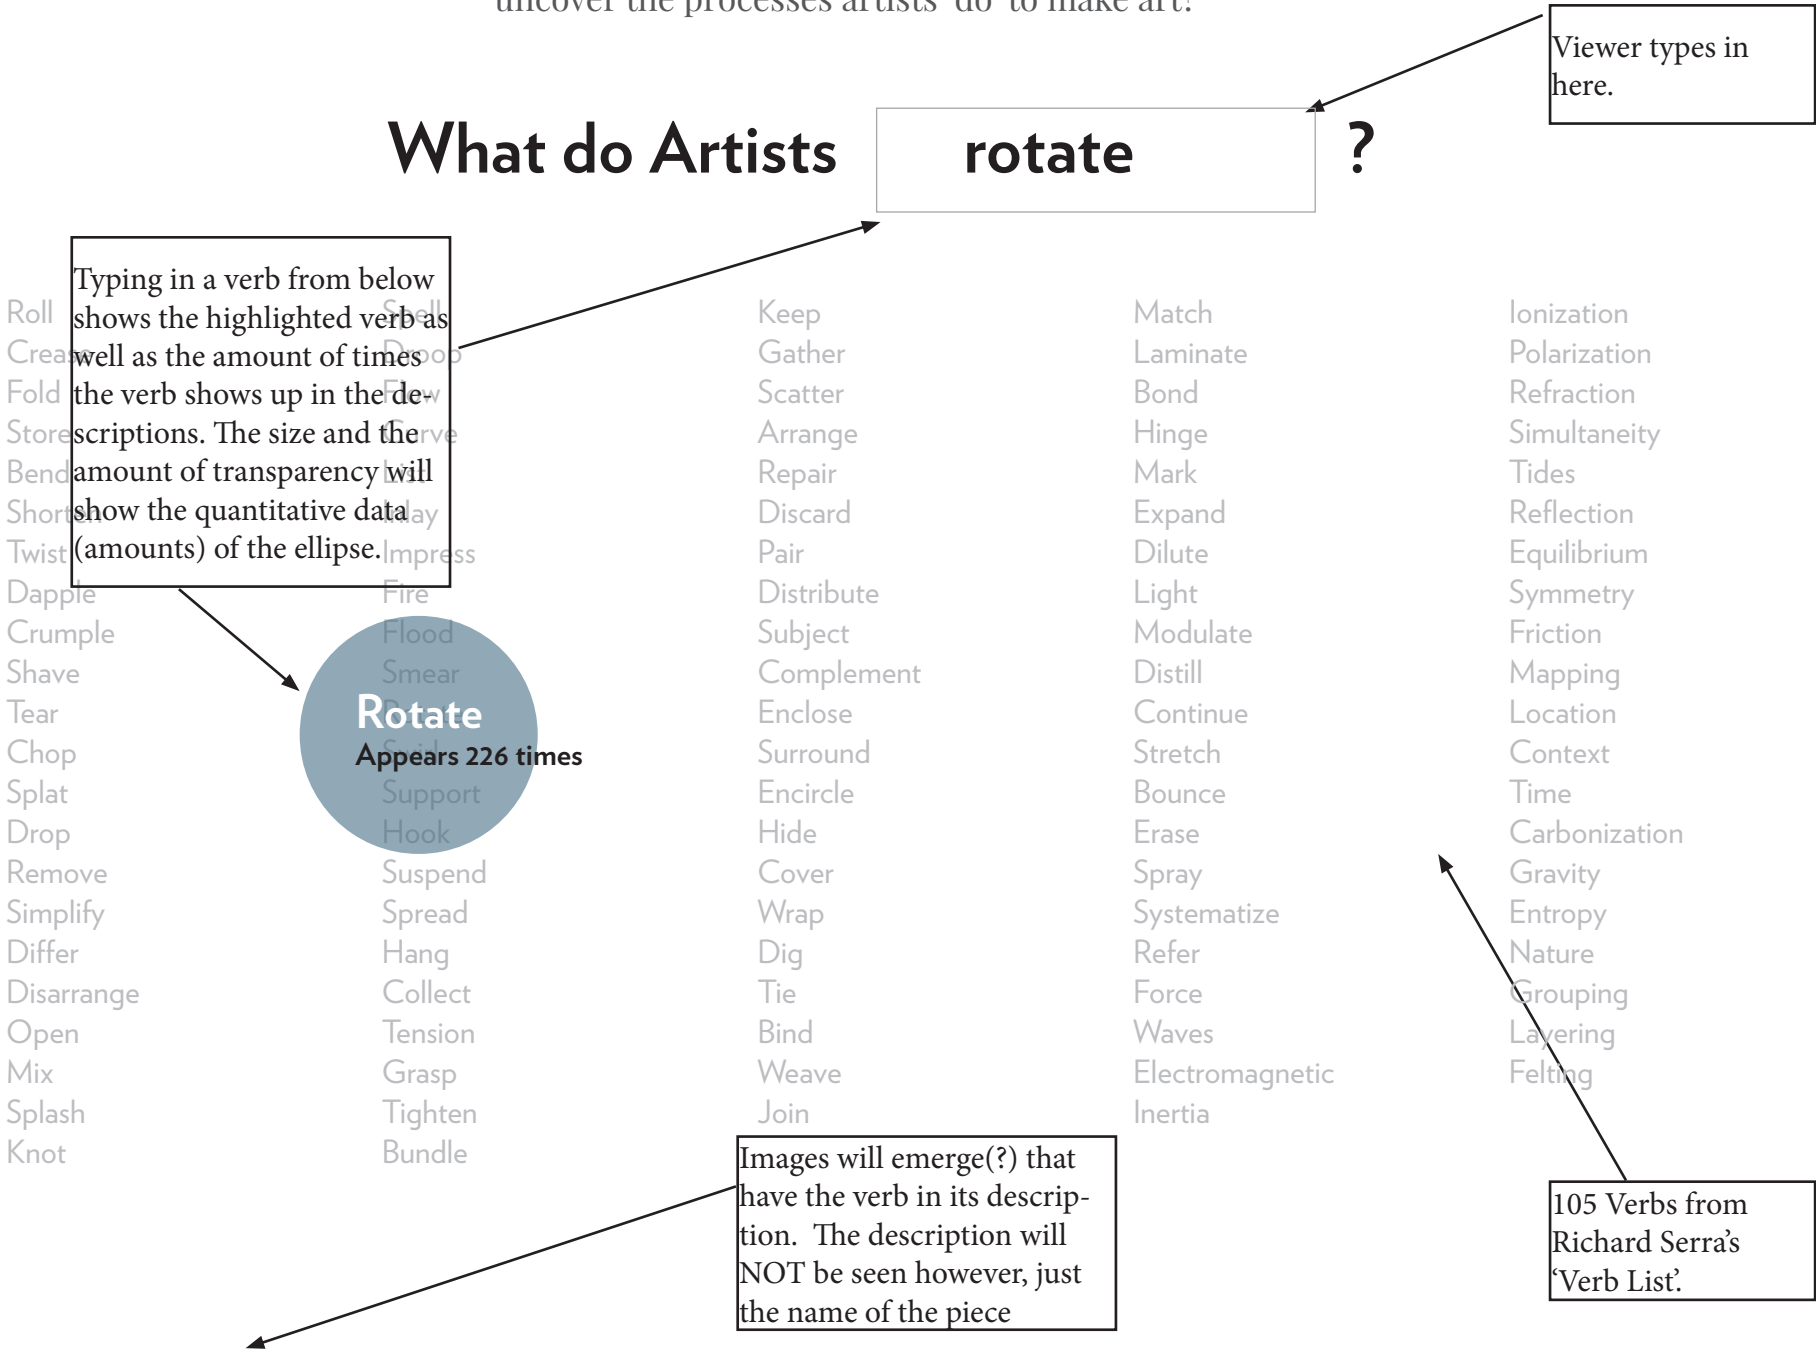 uncover the processes artists 'do' to make art!
Viewer types in
here.
What do Artists rotate ?
Typing in a verb from below
shows the highlighted verb as
well as the amount of times
the verb shows up in the de-
scriptions. The size and the
amount of transparency will
show the quantitative data
(amounts) of the ellipse.
Roll
Crease
Fold
Store
Bend
Shorten
Twist
Dapple
Crumple
Shave
Tear
Chop
Splat
Drop
Remove
Simplify
Differ
Disarrange
Open
Mix
Splash
Knot
Spell
Droop
Flow
Curve
List
Inlay
Impress
Fire
Flood
Smear
Rotate
Swirl
Support
Hook
Suspend
Spread
Hang
Collect
Tension
Grasp
Tighten
Bundle
Rotate
Appears 226 times
Keep
Gather
Scatter
Arrange
Repair
Discard
Pair
Distribute
Subject
Complement
Enclose
Surround
Encircle
Hide
Cover
Wrap
Dig
Tie
Bind
Weave
Join
Match
Laminate
Bond
Hinge
Mark
Expand
Dilute
Light
Modulate
Distill
Continue
Stretch
Bounce
Erase
Spray
Systematize
Refer
Force
Waves
Electromagnetic
Inertia
Ionization
Polarization
Refraction
Simultaneity
Tides
Reflection
Equilibrium
Symmetry
Friction
Mapping
Location
Context
Time
Carbonization
Gravity
Entropy
Nature
Grouping
Layering
Felting
Images will emerge(?) that
have the verb in its descrip-
tion.  The description will
NOT be seen however, just
the name of the piece
105 Verbs from
Richard Serra's
'Verb List'.